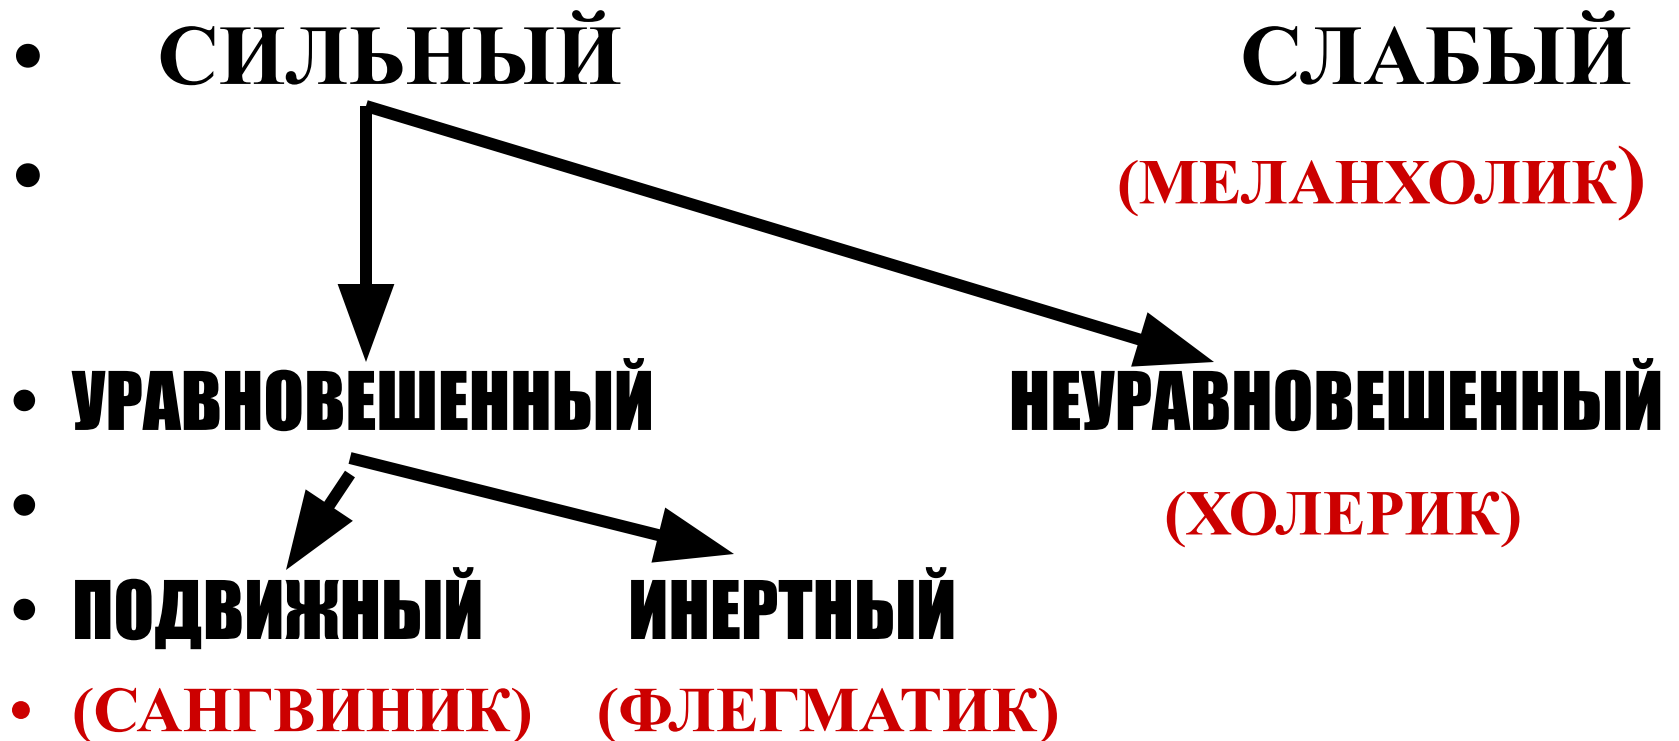 • СИЛЬНЫЙ СЛАБЫЙ
• (МЕЛАНХОЛИК)
• УРАВНОВЕШЕННЫЙ НЕУРАВНОВЕШЕННЫЙ
• (ХОЛЕРИК)
• ПОДВИЖНЫЙ ИНЕРТНЫЙ
• (САНГВИНИК) (ФЛЕГМАТИК)